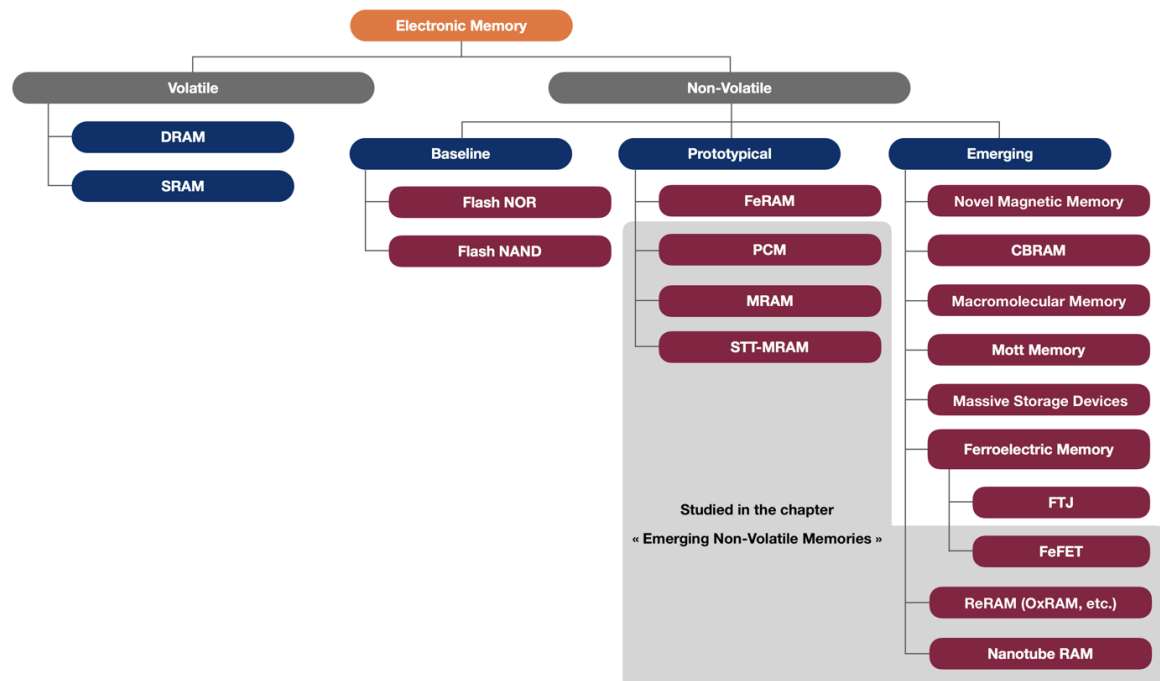 Electronic Memory
Volatile
Non-Volatile
DRAM
SRAM
Baseline
Prototypical
Emerging
Flash NOR
Flash NAND
FeRAM
PCM
MRAM
STT-MRAM
Novel Magnetic Memory
CBRAM
Macromolecular Memory
Mott Memory
Massive Storage Devices
Ferroelectric Memory
FTJ
FeFET
ReRAM (OxRAM, etc.)
Nanotube RAM
Studied in the chapter
« Emerging Non-Volatile Memories »